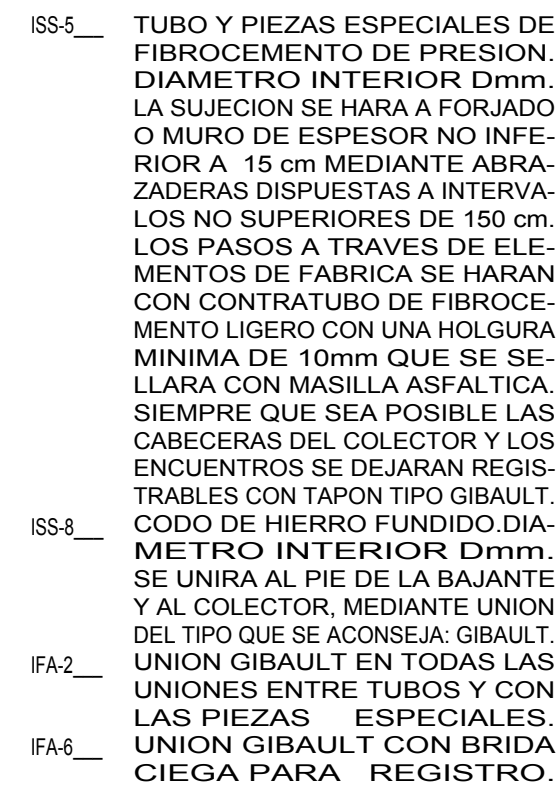 ISS-5__ TUBO Y PIEZAS ESPECIALES DE
FIBROCEMENTO DE PRESION.
DIAMETRO INTERIOR Dmm.
LA SUJECION SE HARA A FORJADO
O MURO DE ESPESOR NO INFE-
RIOR A 15 cm MEDIANTE ABRA-
ZADERAS DISPUESTAS A INTERVA-
LOS NO SUPERIORES DE 150 cm.
LOS PASOS A TRAVES DE ELE-
MENTOS DE FABRICA SE HARAN
CON CONTRATUBO DE FIBROCE-
MENTO LIGERO CON UNA HOLGURA
MINIMA DE 10mm QUE SE SE-
LLARA CON MASILLA ASFALTICA.
SIEMPRE QUE SEA POSIBLE LAS
CABECERAS DEL COLECTOR Y LOS
ENCUENTROS SE DEJARAN REGIS-
TRABLES CON TAPON TIPO GIBAULT.
ISS-8__ CODO DE HIERRO FUNDIDO.DIA-
METRO INTERIOR Dmm.
SE UNIRA AL PIE DE LA BAJANTE
Y AL COLECTOR, MEDIANTE UNION
DEL TIPO QUE SE ACONSEJA: GIBAULT.
IFA-2__ UNION GIBAULT EN TODAS LAS
UNIONES ENTRE TUBOS Y CON
LAS PIEZAS ESPECIALES.
IFA-6__ UNION GIBAULT CON BRIDA
CIEGA PARA REGISTRO.